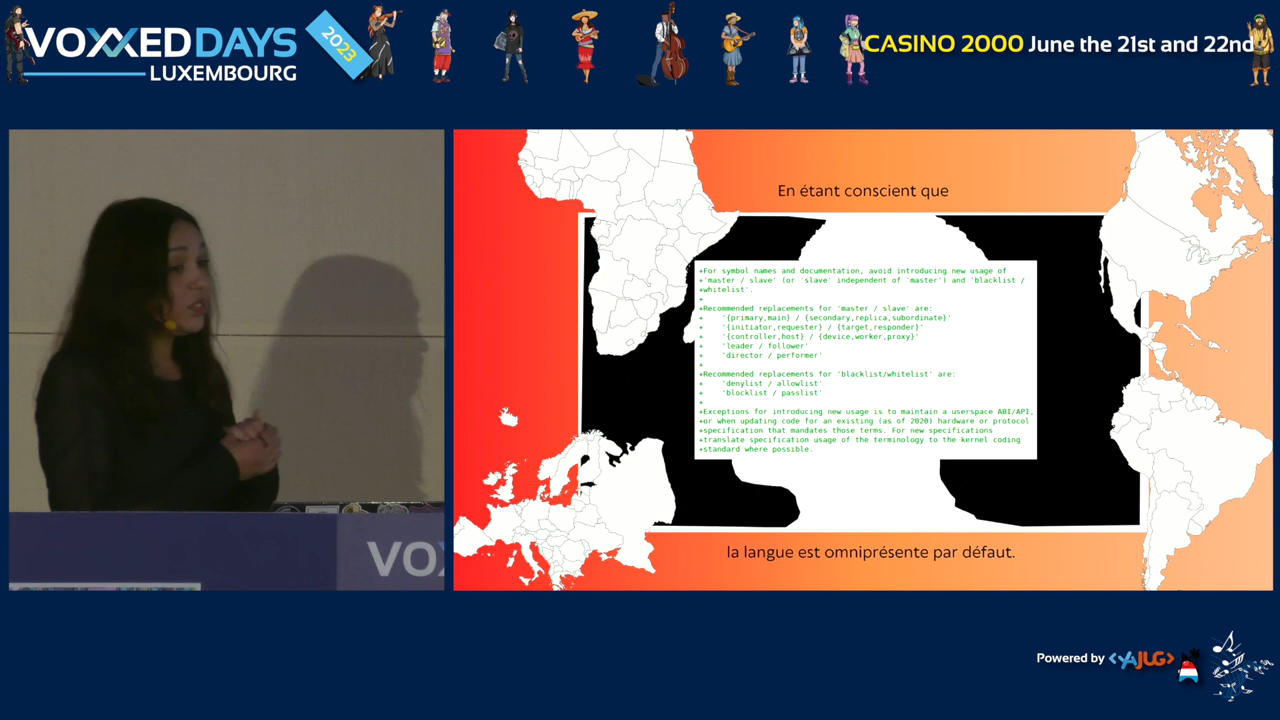 VOXXEDDAYS
LUXEMBOURG
2023
CASINO 2000 June the 21st and 22nd
En étant conscient que
+For symbol names and documentation, avoid introducing new usage of
+'master / slave' (or 'slave' independent of 'master') and 'blacklist /
+whitelist'.
+
+Recommended replacements for 'master / slave' are:
+    '{primary,main} / {secondary,replica,subordinate}'
+    '{initiator,requester} / {target,responder}'
+    '{controller,host} / {device,worker,proxy}'
+    'leader / follower'
+    'director / performer'
+
+Recommended replacements for 'blacklist/whitelist' are:
+    'denylist / allowlist'
+    'blocklist / passlist'
+
+Exceptions for introducing new usage is to maintain a userspace ABI/API,
+or when updating code for an existing (as of 2020) hardware or protocol
+specification that mandates those terms. For new specifications
+translate specification usage of the terminology to the kernel coding
+standard where possible.
la langue est omniprésente par défaut.
VOX
Powered by <YAJUG>